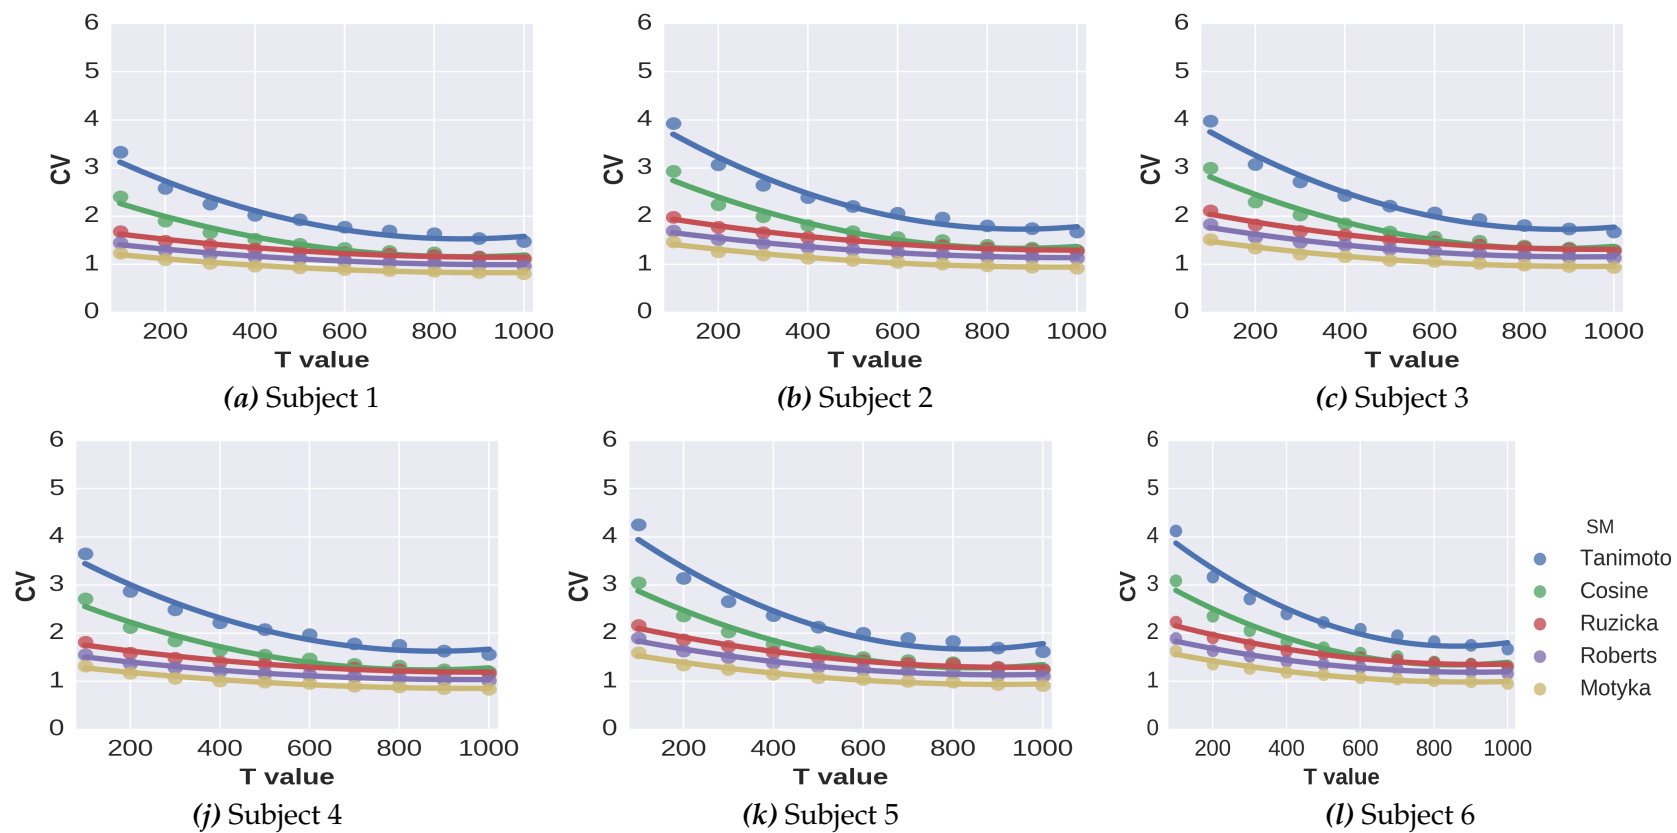 6
5
4
3
2
1
0
CV
200 400 600 800 1000
T value
(a) Subject 1
6
5
4
3
2
1
0
CV
200 400 600 800 1000
T value
(b) Subject 2
6
5
4
3
2
1
0
CV
200 400 600 800 1000
T value
(c) Subject 3
6
5
4
3
2
1
0
CV
200 400 600 800 1000
T value
(j) Subject 4
6
5
4
3
2
1
0
CV
200 400 600 800 1000
T value
(k) Subject 5
6
5
4
3
2
1
0
CV
200 400 600 800 1000
T value
(l) Subject 6
SM
Tanimoto
Cosine
Ruzicka
Roberts
Motyka